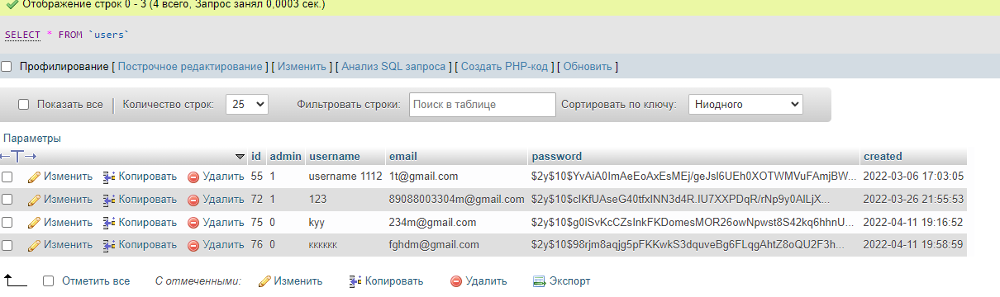 Отображение строк 0 - 3 (4 всего, Запрос занял 0,0003 сек.)
SELECT * FROM `users`
Профилирование [ Построчное редактирование ] [ Изменить ] [ Анализ SQL запроса ] [ Создать PHP-код ] [ Обновить ]
Показать все Количество строк: 25 Фильтровать строки: Поиск в таблице Сортировать по ключу: Ниодного
Параметры
id admin username email password created
Изменить Копировать Удалить 55 1 username 1112 1t@gmail.com $2y$10$YvAiA0ImAeEoAxEsMEj/geJsl6UEh0XOTWMVuFAmjBW... 2022-03-06 17:03:05
Изменить Копировать Удалить 72 1 123 89088003304m@gmail.com $2y$10$cIKfUAseG40tfxINN3d4R.IU7XXPDqR/rNp9y0AlLjX... 2022-03-26 21:55:53
Изменить Копировать Удалить 75 0 kyy 234m@gmail.com $2y$10$g0iSvKcCZsInkFKDomesMOR26owNpwst8S42kq6hhnU... 2022-04-11 19:16:52
Изменить Копировать Удалить 76 0 кккккк fghdm@gmail.com $2y$10$98rjm8aqjg5pFKKwkS3dquveBg6FLqgAhtZ8oQU2F3h... 2022-04-11 19:58:59
Отметить все С отмеченными: Изменить Копировать Удалить Экспорт